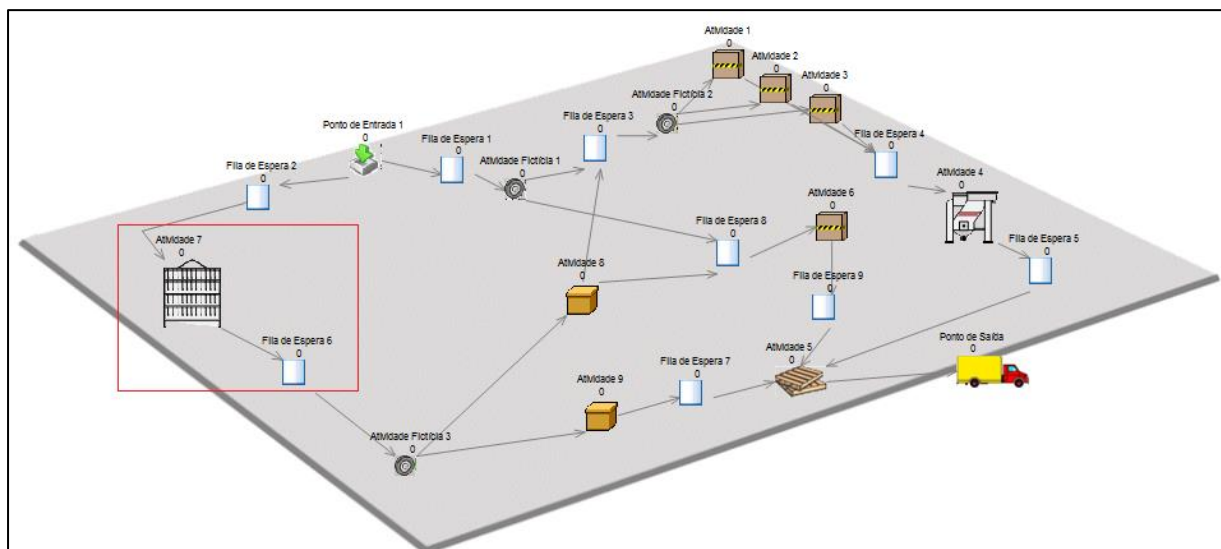 Atividade 1
0
Atividade 2
0
Atividade 3
0
Atividade Fictícia 2
0
Fila de Espera 3
0
Ponto de Entrada 1
0
Fila de Espera 1
0
Fila de Espera 4
0
Atividade Fictícia 1
0
Fila de Espera 2
0
Atividade 4
0
Atividade 6
0
Fila de Espera 8
0
Fila de Espera 5
0
Atividade 7
0
Atividade 8
0
Fila de Espera 9
0
Fila de Espera 6
0
Atividade 5
0
Ponto de Saída
0
Fila de Espera 7
0
Atividade 9
0
Atividade Fictícia 3
0